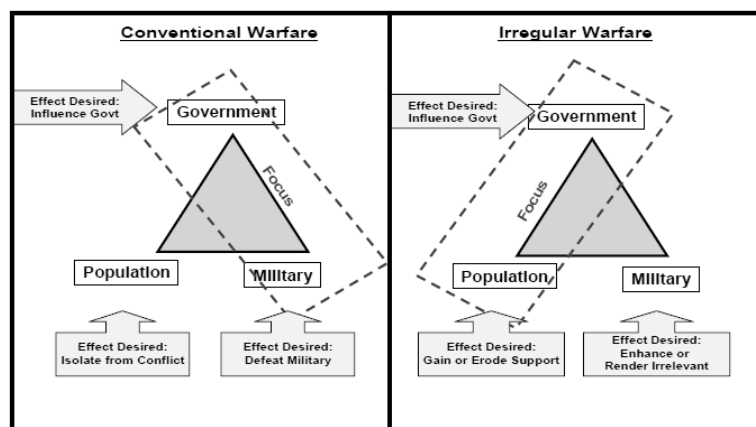 Conventional Warfare
Effect Desired:
Influence Govt
Government
Focus
Population
Military
Effect Desired:
Isolate from Conflict
Effect Desired:
Defeat Military
Irregular Warfare
Effect Desired:
Influence Govt
Government
Focus
Population
Military
Effect Desired:
Gain or Erode Support
Effect Desired:
Enhance or
Render Irrelevant